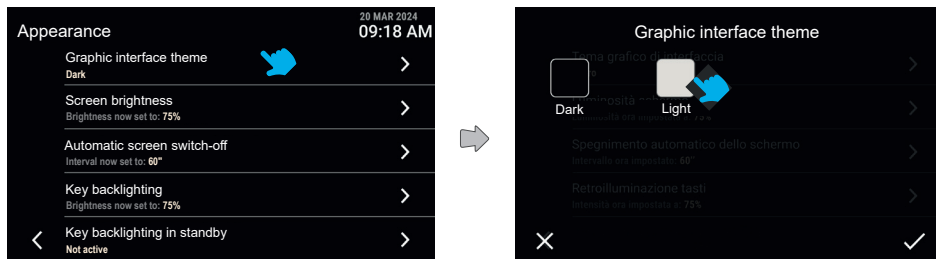 Appearance
20 MAR 2024
09:18 AM
Graphic interface theme
Dark
Screen brightness
Brightness now set to: 75%
Automatic screen switch-off
Interval now set to: 60"
Key backlighting
Brightness now set to: 75%
Key backlighting in standby
Not active
Graphic interface theme
Tema grafico di interfaccia
Dark
Light
Spegnimento automatico dello schermo
Intervallo ora impostato: 60"
Retroilluminazione tasti
Intensità ora impostata a: 75%